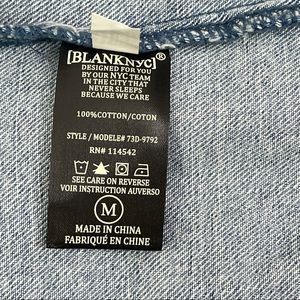 [BLANKNYC]®
DESIGNED FOR YOU
BY OUR NYC TEAM
IN THE CITY THAT
NEVER SLEEPS
BECAUSE WE CARE
100%COTTON/COTON
STYLE / MODELE# 73D-9792
RN# 114542
SEE CARE ON REVERSE
VOIR INSTRUCTION AUVERSO
M
MADE IN CHINA
FABRIQUÉ EN CHINE